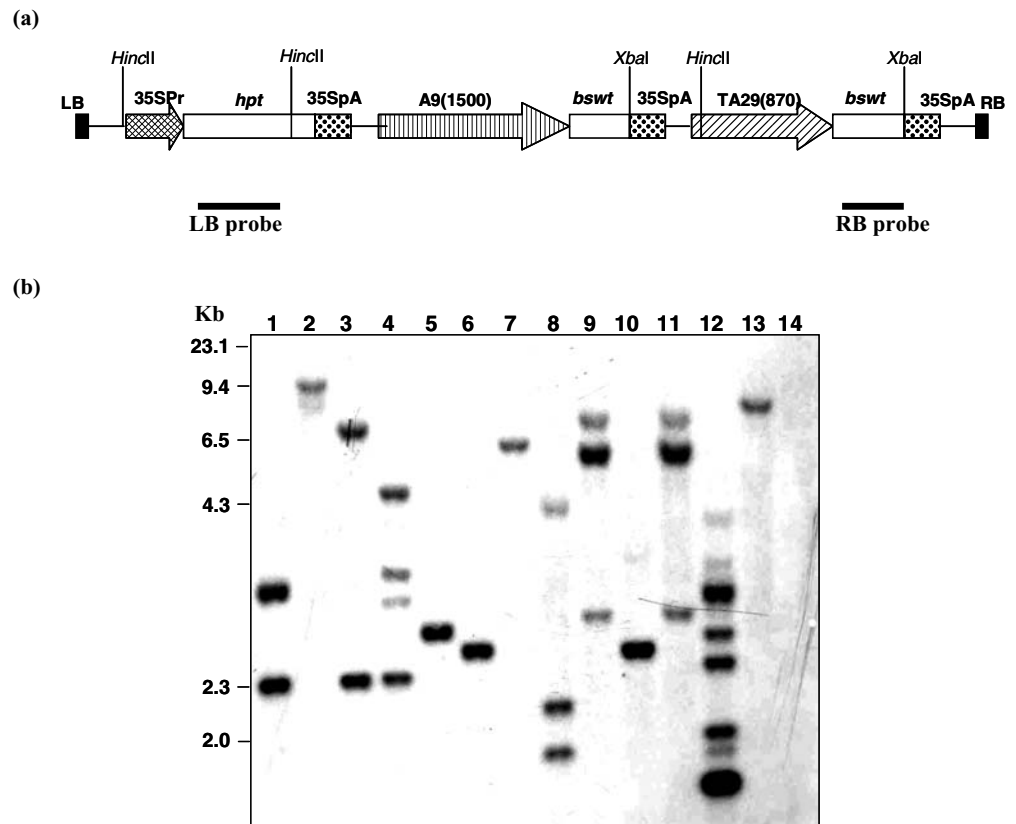 (a)
HincII HincII XbaI HincII XbaI
LB 35SPr hpt 35SpA A9(1500) bswt 35SpA TA29(870) bswt 35SpA RB
LB probe RB probe
(b)
Kb 1 2 3 4 5 6 7 8 9 10 11 12 13 14
23.1
9.4
6.5
4.3
2.3
2.0